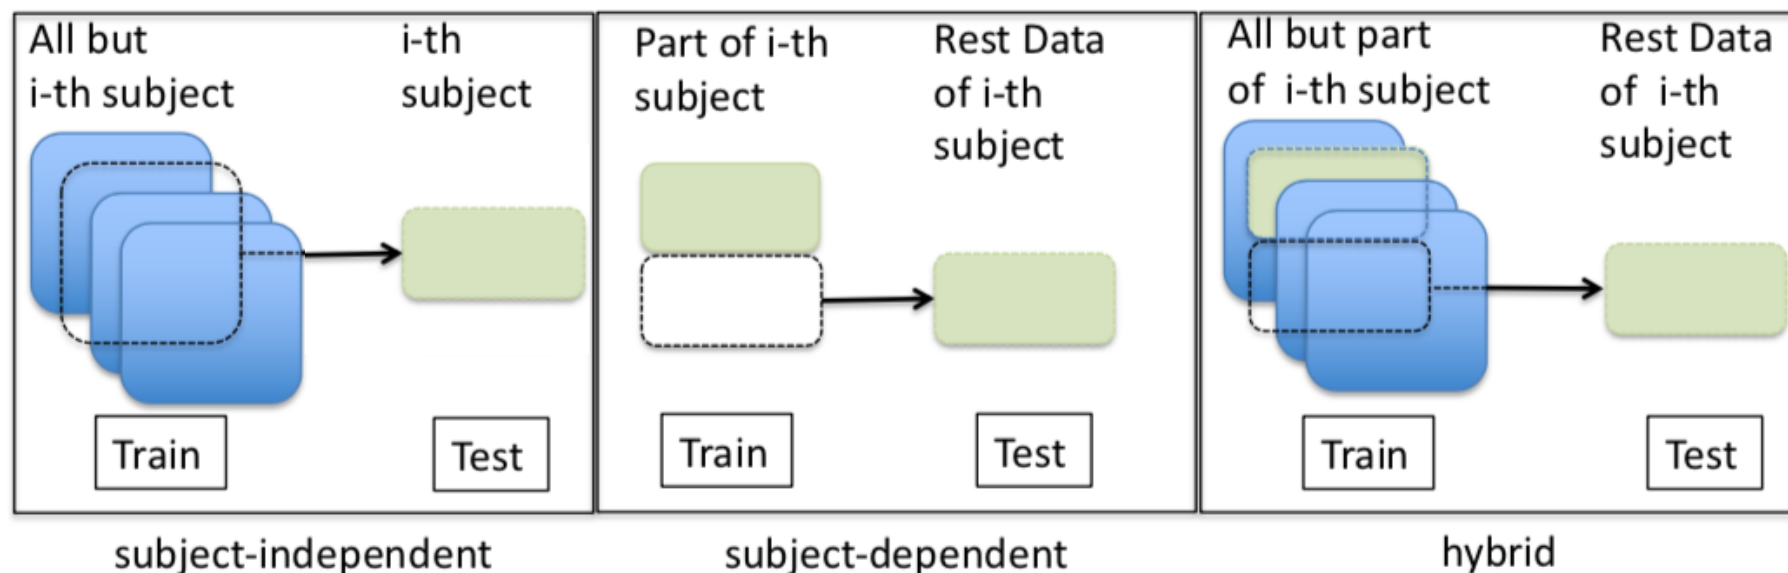 All but
i-th subject
i-th
subject
Train
Test
subject-independent
Part of i-th
subject
Rest Data
of i-th
subject
Train
Test
subject-dependent
All but part
of i-th subject
Rest Data
of i-th
subject
Train
Test
hybrid